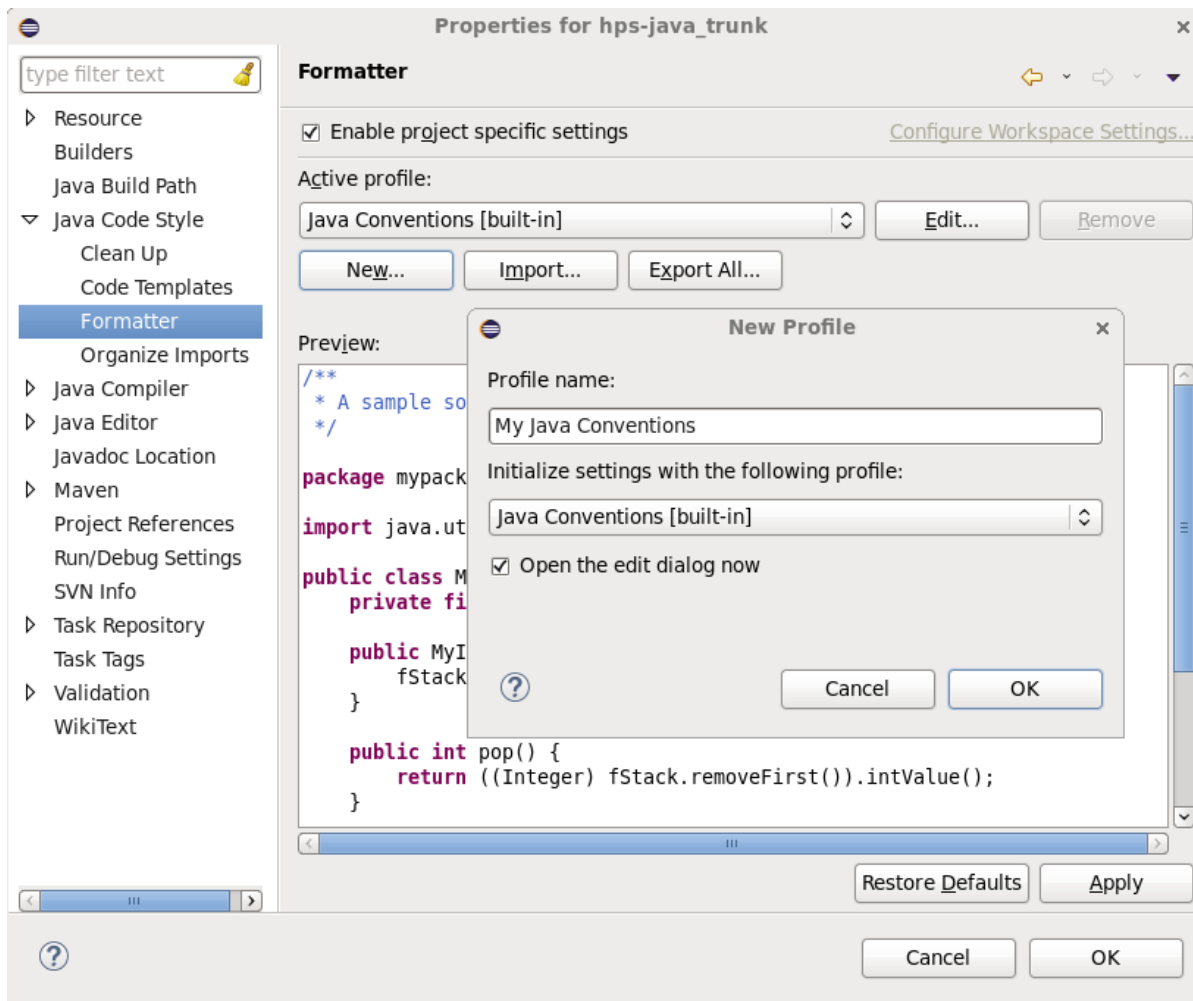 Properties for hps-java_trunk
type filter text
Resource
Builders
Java Build Path
Java Code Style
Clean Up
Code Templates
Formatter
Organize Imports
Java Compiler
Java Editor
Javadoc Location
Maven
Project References
Run/Debug Settings
SVN Info
Task Repository
Task Tags
Validation
WikiText
Formatter
Enable project specific settings
Configure Workspace Settings...
Active profile:
Java Conventions [built-in]
Edit...
Remove
New...
Import...
Export All...
Preview:
/**
* A sample so
*/
package mypack
import java.ut
public class M
private fi
public MyI
fStack
}
public int pop() {
return ((Integer) fStack.removeFirst()).intValue();
}
New Profile
Profile name:
My Java Conventions
Initialize settings with the following profile:
Java Conventions [built-in]
Open the edit dialog now
Cancel
OK
Restore Defaults
Apply
Cancel
OK